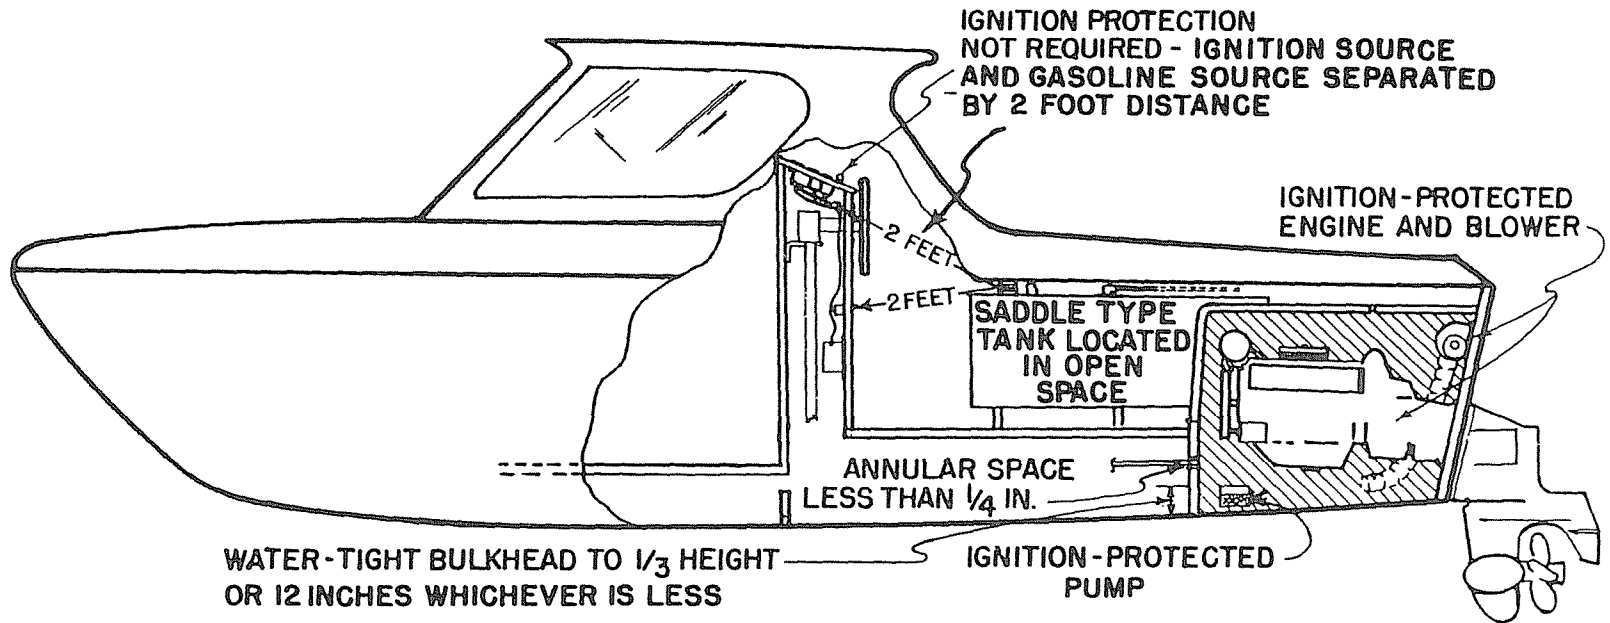 IGNITION PROTECTION
NOT REQUIRED - IGNITION SOURCE
AND GASOLINE SOURCE SEPARATED
BY 2 FOOT DISTANCE
IGNITION-PROTECTED
ENGINE AND BLOWER
2 FEET
2 FEET
SADDLE TYPE
TANK LOCATED
IN OPEN
SPACE
ANNULAR SPACE
LESS THAN 1/4 IN.
WATER-TIGHT BULKHEAD TO 1/3 HEIGHT
OR 12 INCHES WHICHEVER IS LESS
IGNITION-PROTECTED
PUMP